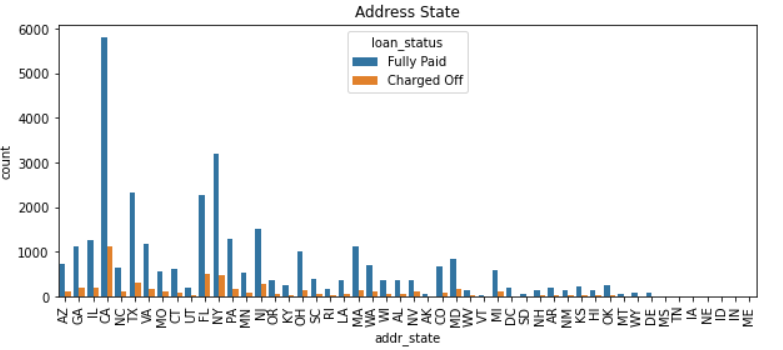 Address State
loan_status
Fully Paid
Charged Off
6000
5000
4000
3000
2000
1000
0
count
AZ GA IL CA NC TX VA MO CT UT FL NY PA MN NJ OR KY OH SC RI LA MA WA WI AL NV AK CO MD WV VT MI DC SD NH AR NM KS HI OK MT WY DE MS TN IA NE ID IN ME
addr_state